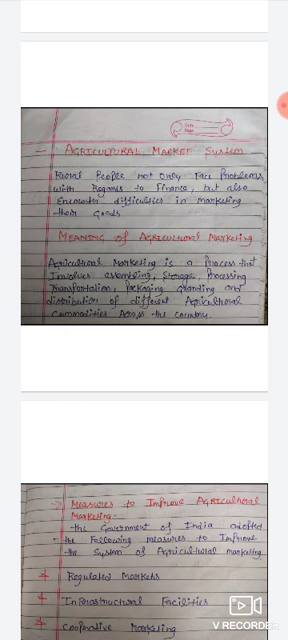 Date
Page
AGRICULTURAL MARKET System
Rural People not only Face Problems
with Regards to Finance, but also
Encounter difficulties in marketing
their Goods
MEANING of AGRICULTURAL MARKETING
Agricultural Marketing is a Process that
Involves assembling, Storage, Processing
Transportation, Packaging Grading and
distribution of different Agricultural
Commodities Across the country.
Measures to Improve AGRICULTURAL
Marketing-
the Government of India
the Following measures to Improve
the System of Agricultural marketing
* Regulated Markets
* Infrastructural Facilities
* Cooperative Marketing
V RECORDER